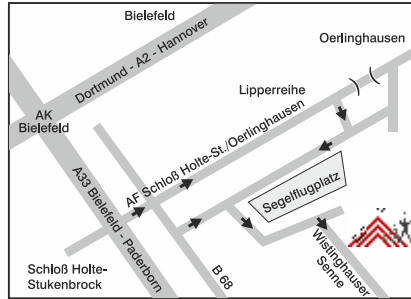 Bielefeld
Oerlinghausen
Dortmund - A2 - Hannover
Lipperreihe
AK
Bielefeld
AF Schloß Holte-St./Oerlinghausen
A33 Bielefeld - Paderborn
Segelflugplatz
Schloß Holte-
Stukenbrock
B 68
Wistinghauser
Senne